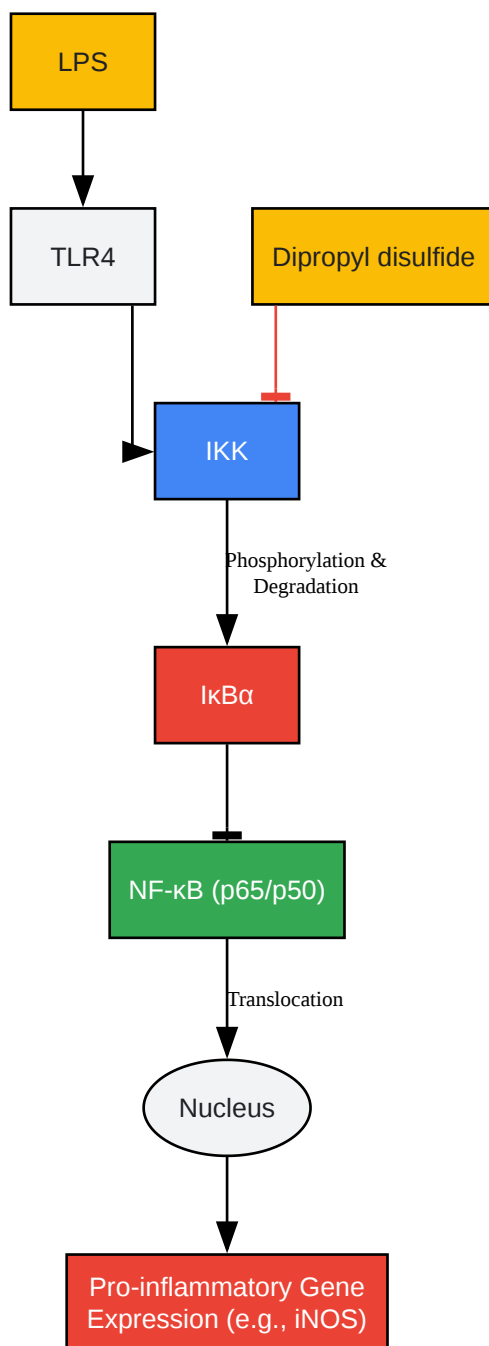 LPS
TLR4
Dipropyl disulfide
IKK
Phosphorylation &
Degradation
IκBα
NF-κB (p65/p50)
Translocation
Nucleus
Pro-inflammatory Gene
Expression (e.g., iNOS)